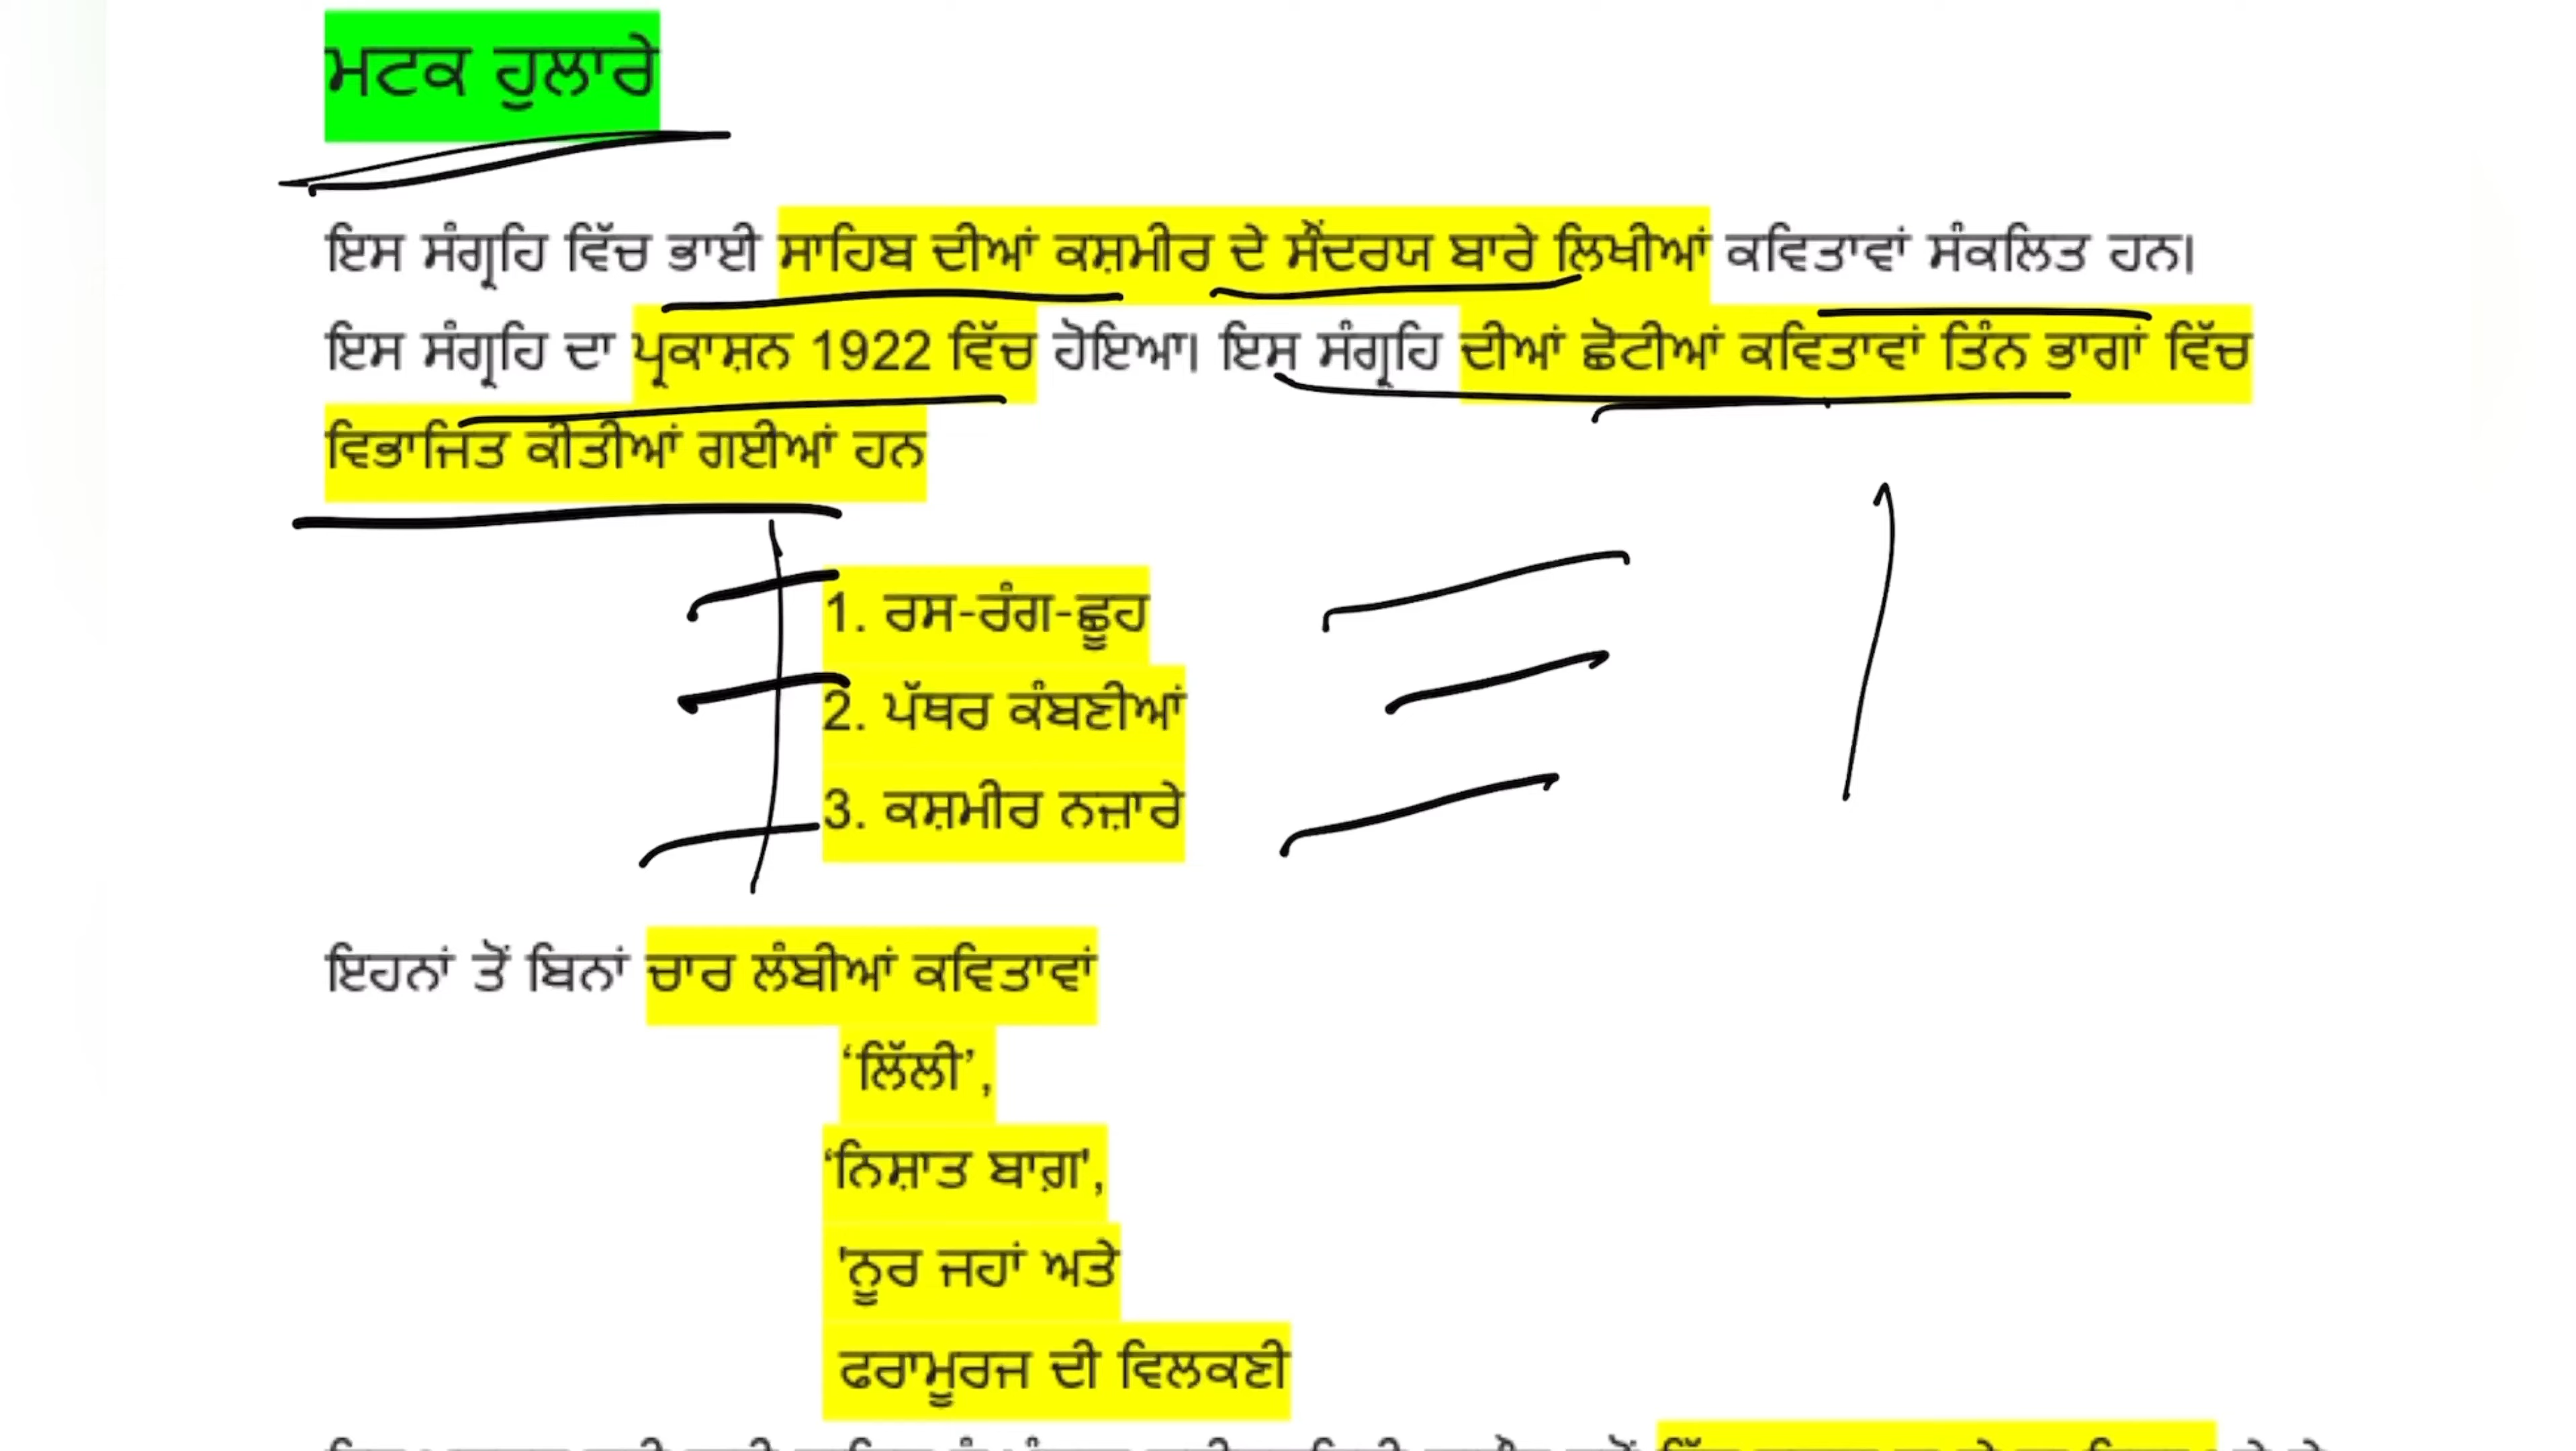 ਮਟਕ ਹੁਲਾਰੇ
ਇਸ ਸੰਗ੍ਰਹਿ ਵਿੱਚ ਭਾਈ ਸਾਹਿਬ ਦੀਆਂ ਕਸ਼ਮੀਰ ਦੇ ਸੌਂਦਰਯ ਬਾਰੇ ਲਿਖੀਆਂ ਕਵਿਤਾਵਾਂ ਸੰਕਲਿਤ ਹਨ।
ਇਸ ਸੰਗ੍ਰਹਿ ਦਾ ਪ੍ਰਕਾਸ਼ਨ 1922 ਵਿੱਚ ਹੋਇਆ। ਇਸ ਸੰਗ੍ਰਹਿ ਦੀਆਂ ਛੋਟੀਆਂ ਕਵਿਤਾਵਾਂ ਤਿੰਨ ਭਾਗਾਂ ਵਿੱਚ
ਵਿਭਾਜਿਤ ਕੀਤੀਆਂ ਗਈਆਂ ਹਨ
1. ਰਸ-ਰੰਗ-ਛੂਹ
2. ਪੱਥਰ ਕੰਬਣੀਆਂ
3. ਕਸ਼ਮੀਰ ਨਜ਼ਾਰੇ
ਇਹਨਾਂ ਤੋਂ ਬਿਨਾਂ ਚਾਰ ਲੰਬੀਆਂ ਕਵਿਤਾਵਾਂ
‘ਲਿੱਲੀ’,
‘ਨਿਸ਼ਾਤ ਬਾਗ਼',
'ਨੂਰ ਜਹਾਂ ਅਤੇ
ਫਰਾਮੂਰਜ ਦੀ ਵਿਲਕਣੀ